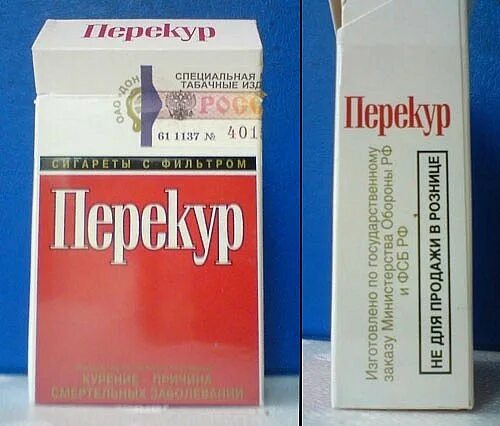 Перекур
ОАО "ДОН
СПЕЦИАЛЬНАЯ
ТАБАЧНЫЕ ИЗД
РОСС
61 1137 № 401
СИГАРЕТЫ С ФИЛЬТРОМ
Перекур
КУРЕНИЕ - ПРИЧИНА
СМЕРТЕЛЬНЫХ ЗАБОЛЕВАНИЙ
Перекур
Изготовлено по государственному
заказу Министерства Обороны РФ
и ФСБ РФ
НЕ ДЛЯ ПРОДАЖИ В РОЗНИЦЕ